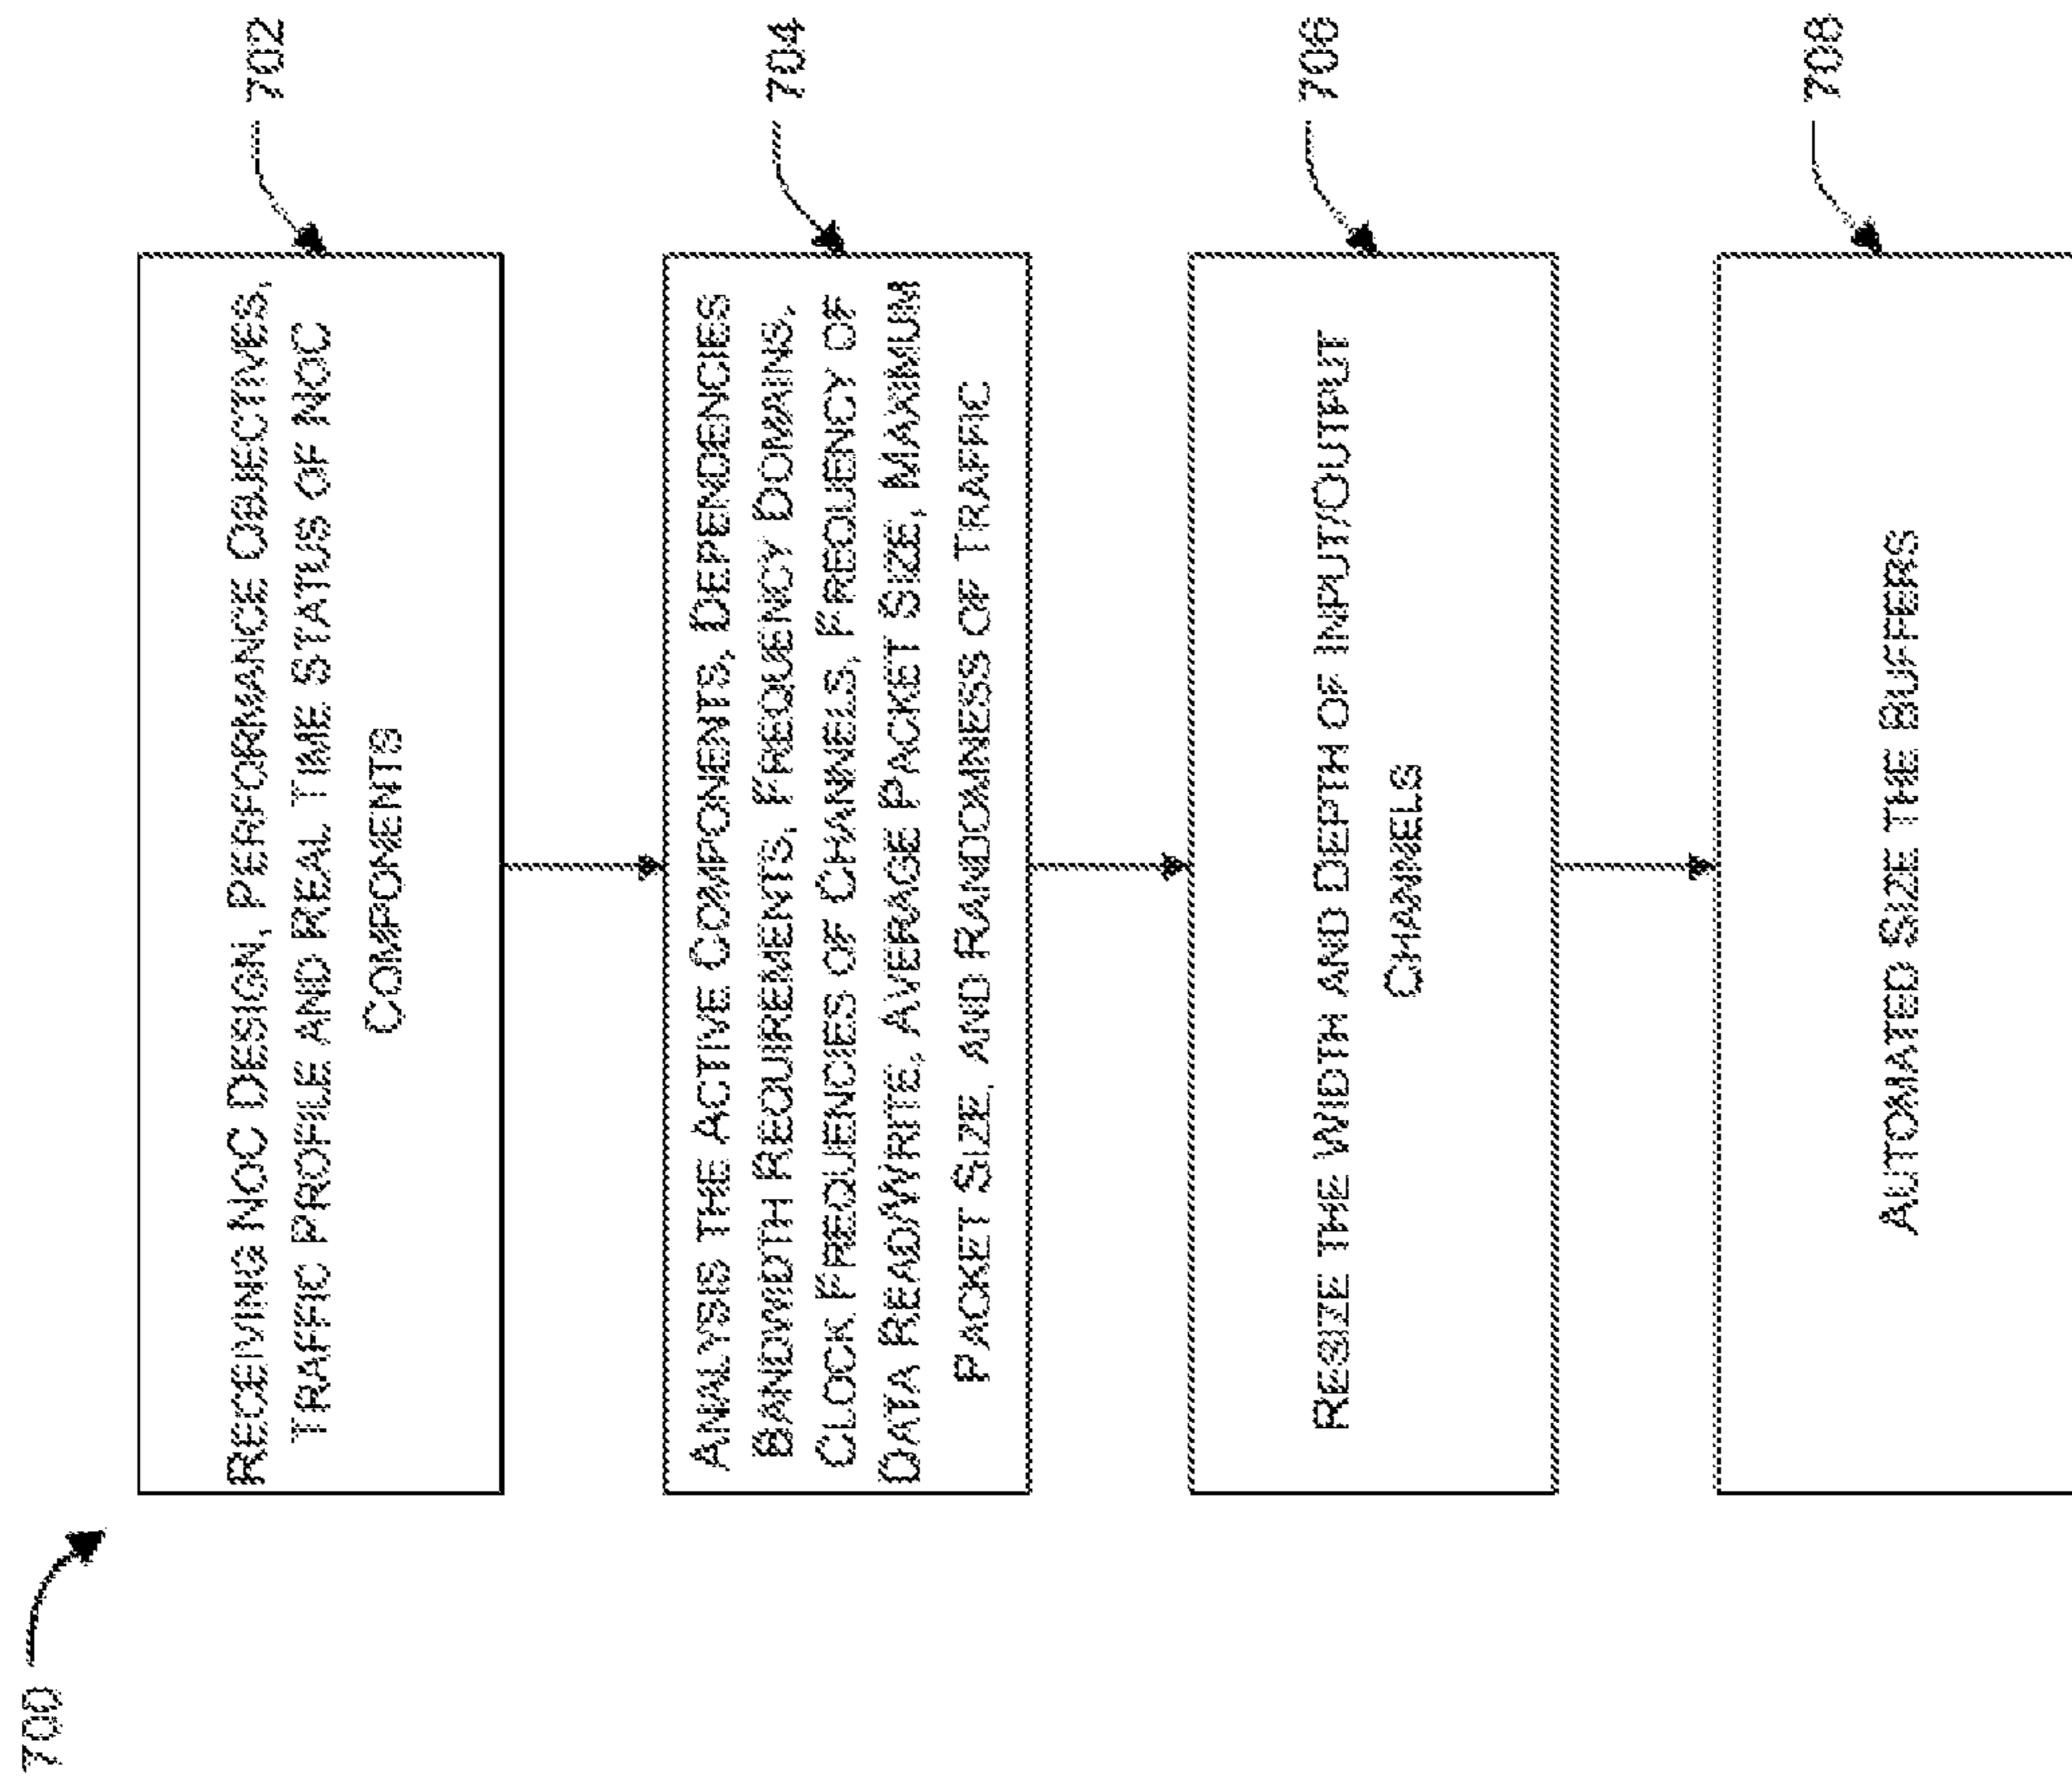 700
RECEIVING NOC DESIGN, PERFORMANCE OBJECTIVES,
TRAFFIC PROFILE AND REAL TIME STATUS OF NOC
COMPONENTS
702
ANALYSIS THE ACTIVE COMPONENTS, DEPENDENCIES
BANDWIDTH REQUIREMENTS, FREQUENCY DOMAINS,
CLOCK FREQUENCIES OF CHANNELS, FREQUENCY OF
DATA READ/WRITE, AVERAGE PACKET SIZE, MAXIMUM
PACKET SIZE, AND RANDOMNESS OF TRAFFIC
704
RESIZE THE WIDTH AND DEPTH OF INPUT/OUTPUT
CHANNELS
706
AUTOMATED SIZE THE BUFFERS
708